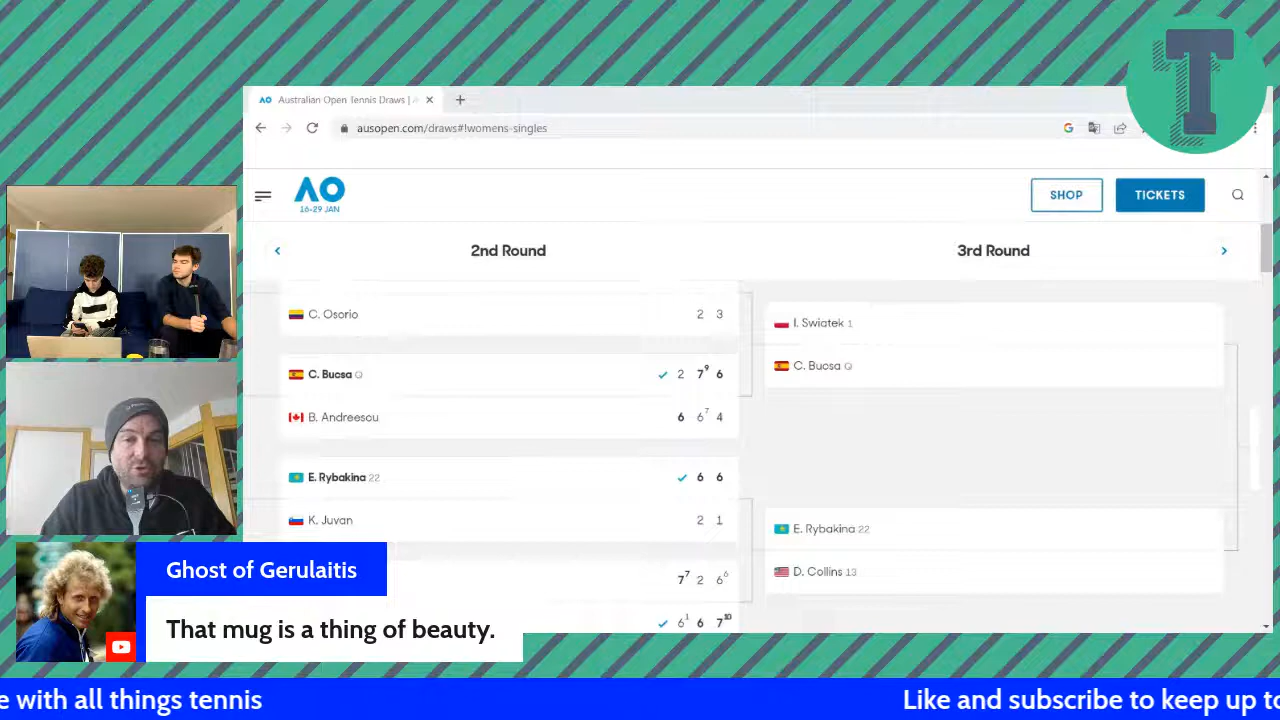 T
AO Australian Open Tennis Draws |
ausopen.com/draws#!womens-singles
AO
16-29 JAN
SHOP
TICKETS
2nd Round
3rd Round
C. Osorio 2 3
C. Bucsa Q 2 7 9 6
B. Andreescu 6 6 7 4
E. Rybakina 22 6 6
K. Juvan 2 1
7 7 2 6 6
6 1 6 7 10
I. Swiatek 1
C. Bucsa Q
E. Rybakina 22
D. Collins 13
Ghost of Gerulaitis
That mug is a thing of beauty.
e with all things tennis
Like and subscribe to keep up to